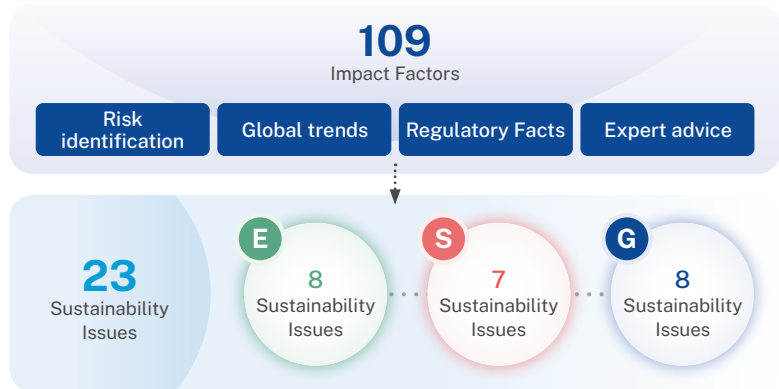 109
Impact Factors
Risk
identification
Global trends
Regulatory Facts
Expert advice
23
Sustainability
Issues
E
8
Sustainability
Issues
S
7
Sustainability
Issues
G
8
Sustainability
Issues